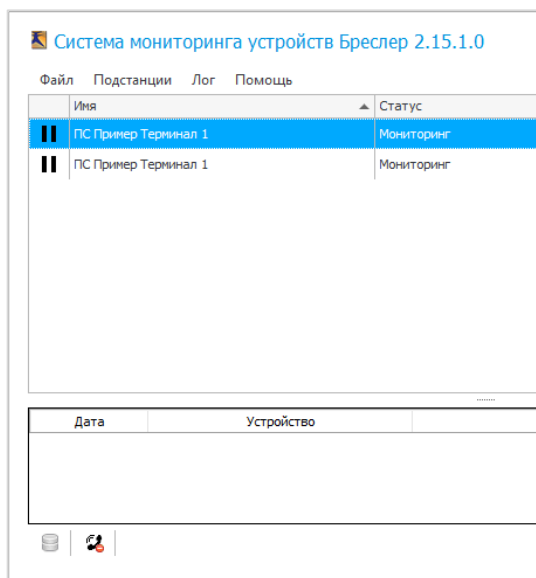 Система мониторинга устройств Бреслер 2.15.1.0
Файл Подстанции Лог Помощь
Имя Статус
ПС Пример Терминал 1 Мониторинг
ПС Пример Терминал 1 Мониторинг
Дата Устройство